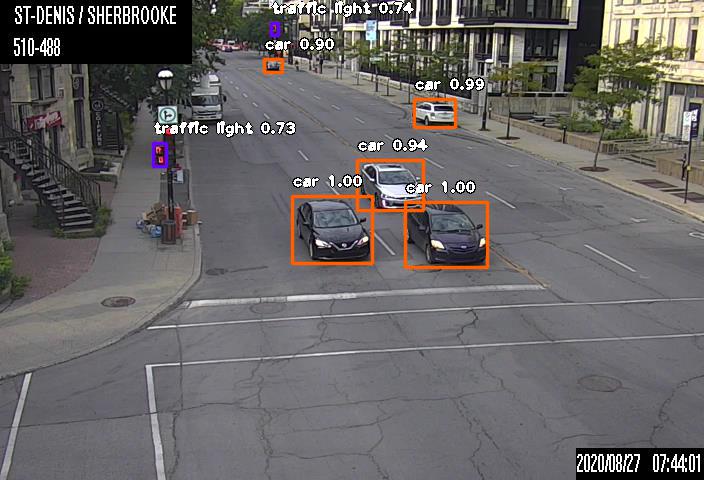 ST-DENIS / SHERBROOKE
510-488
traffic light 0.74
car 0.90
car 0.99
traffic light 0.73
car 0.94
car 1.00
car 1.00
2020/08/27 07:44:01